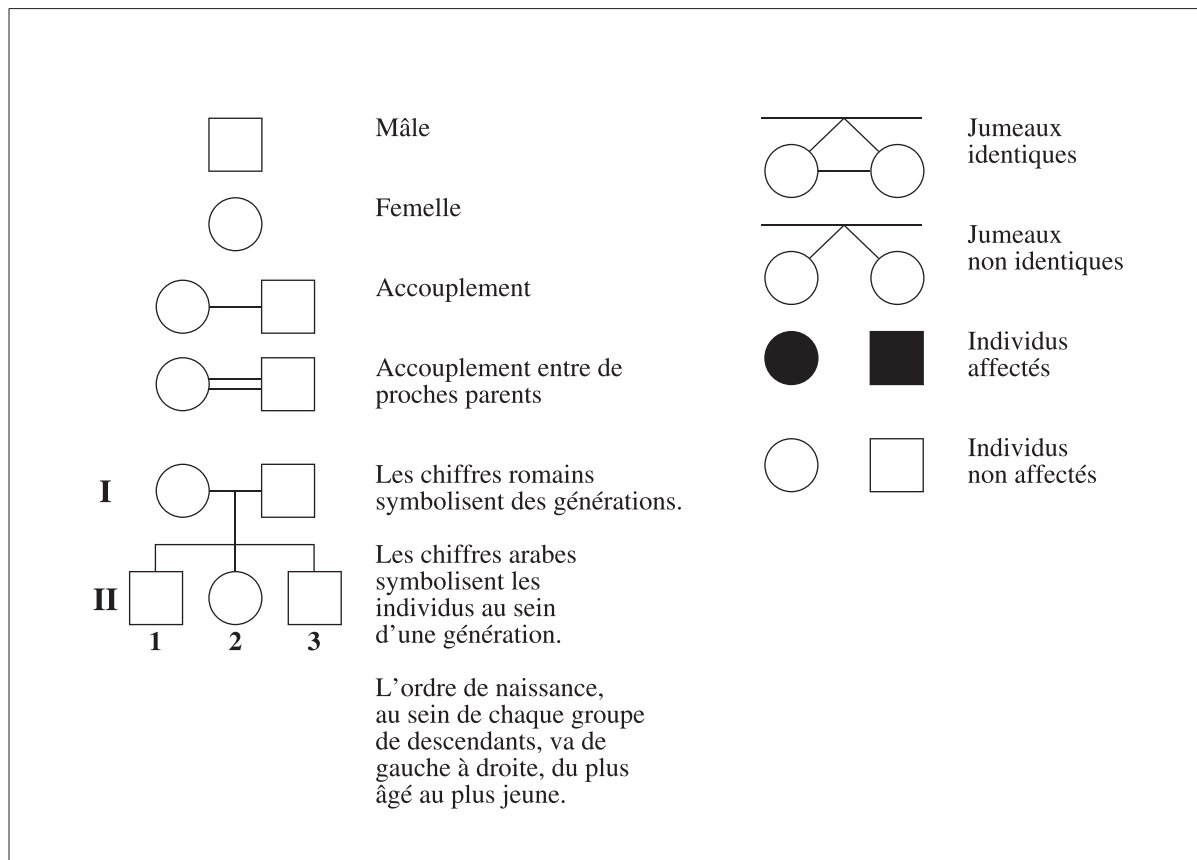 Mâle
Femelle
Accouplement
Accouplement entre de
proches parents
I
Les chiffres romains
symbolisent des générations.
II
1 2 3
Les chiffres arabes
symbolisent les
individus au sein
d’une génération.
L’ordre de naissance,
au sein de chaque groupe
de descendants, va de
gauche à droite, du plus
âgé au plus jeune.
Jumeaux
identiques
Jumeaux
non identiques
Individus
affectés
Individus
non affectés